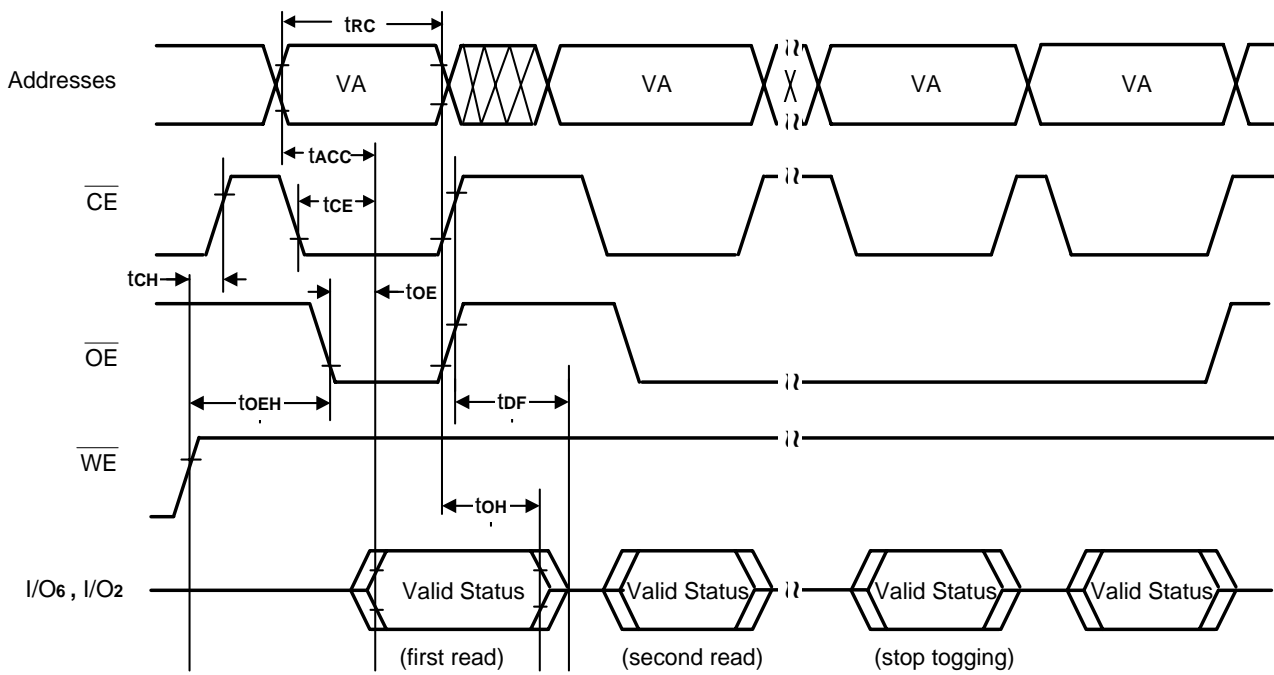 tRC
Addresses VA VA X VA VA
tACC
CE tCE
tCH
tOE
OE
tOEH tDF
WE
tOH
I/O6 , I/O2 Valid Status Valid Status Valid Status Valid Status
(first read) (second read) (stop togging)